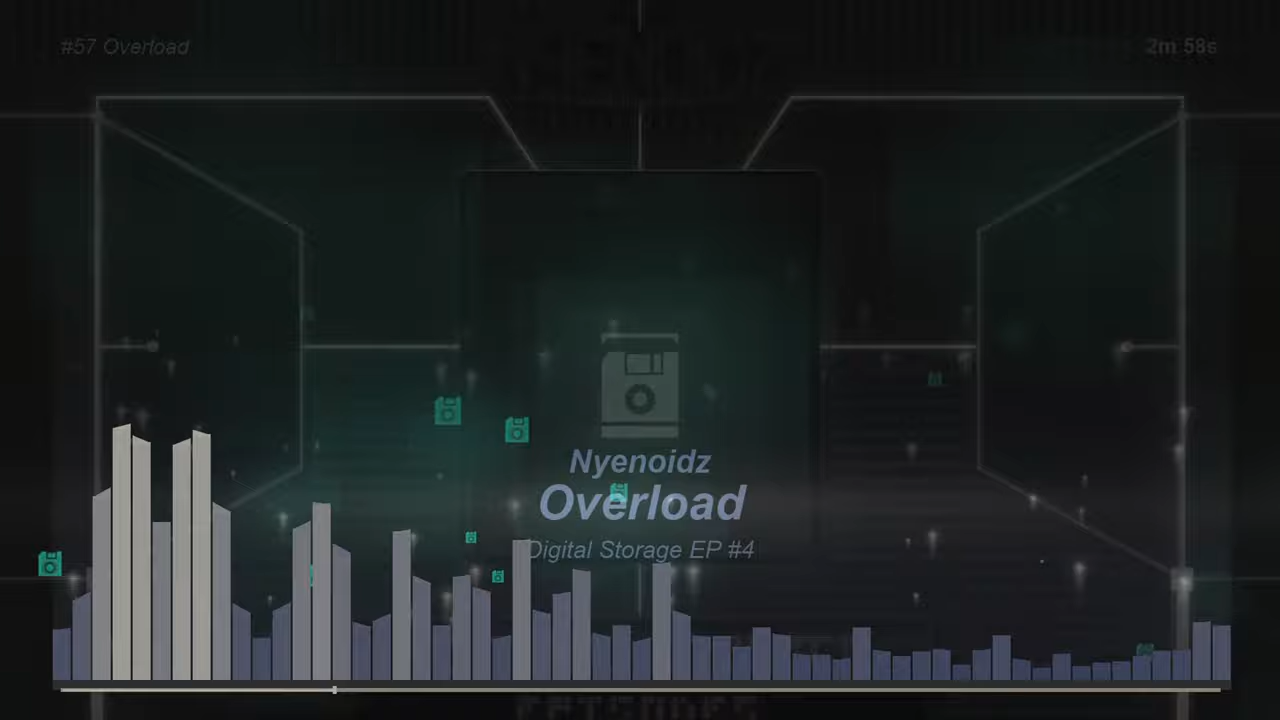 #57 Overload
2m 58s
Nyenoidz
Overload
Digital Storage EP #4